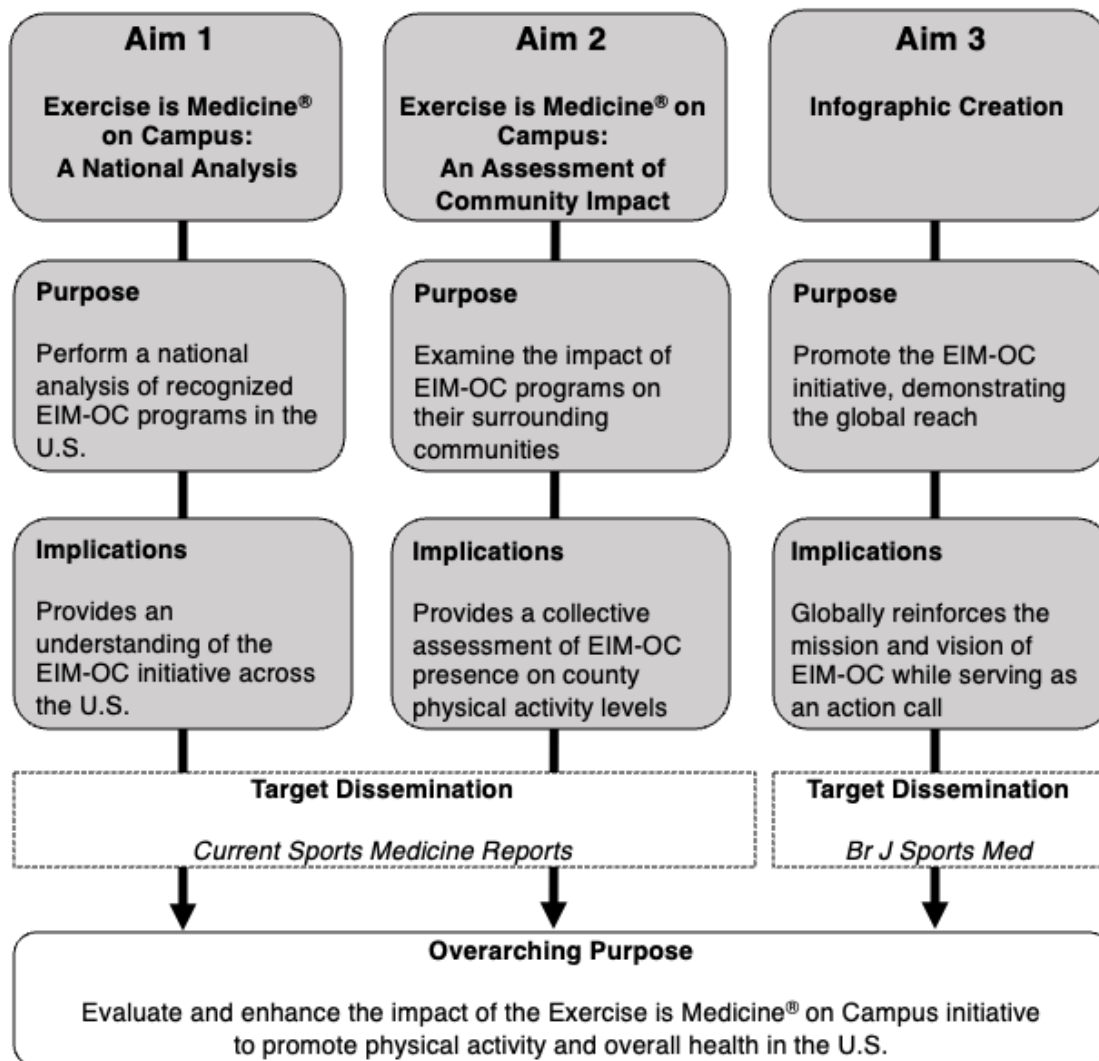 Aim 1
Exercise is Medicine® on Campus:
A National Analysis
Purpose
Perform a national
analysis of recognized
EIM-OC programs in the
U.S.
Implications
Provides an
understanding of the
EIM-OC initiative across
the U.S.
Aim 2
Exercise is Medicine® on
Campus:
An Assessment of
Community Impact
Purpose
Examine the impact of
EIM-OC programs on
their surrounding
communities
Implications
Provides a collective
assessment of EIM-OC
presence on county
physical activity levels
Target Dissemination
Current Sports Medicine Reports
Aim 3
Infographic Creation
Purpose
Promote the EIM-OC
initiative, demonstrating
the global reach
Implications
Globally reinforces the
mission and vision of
EIM-OC while serving as
an action call
Target Dissemination
Br J Sports Med
Overarching Purpose
Evaluate and enhance the impact of the Exercise is Medicine® on Campus initiative
to promote physical activity and overall health in the U.S.